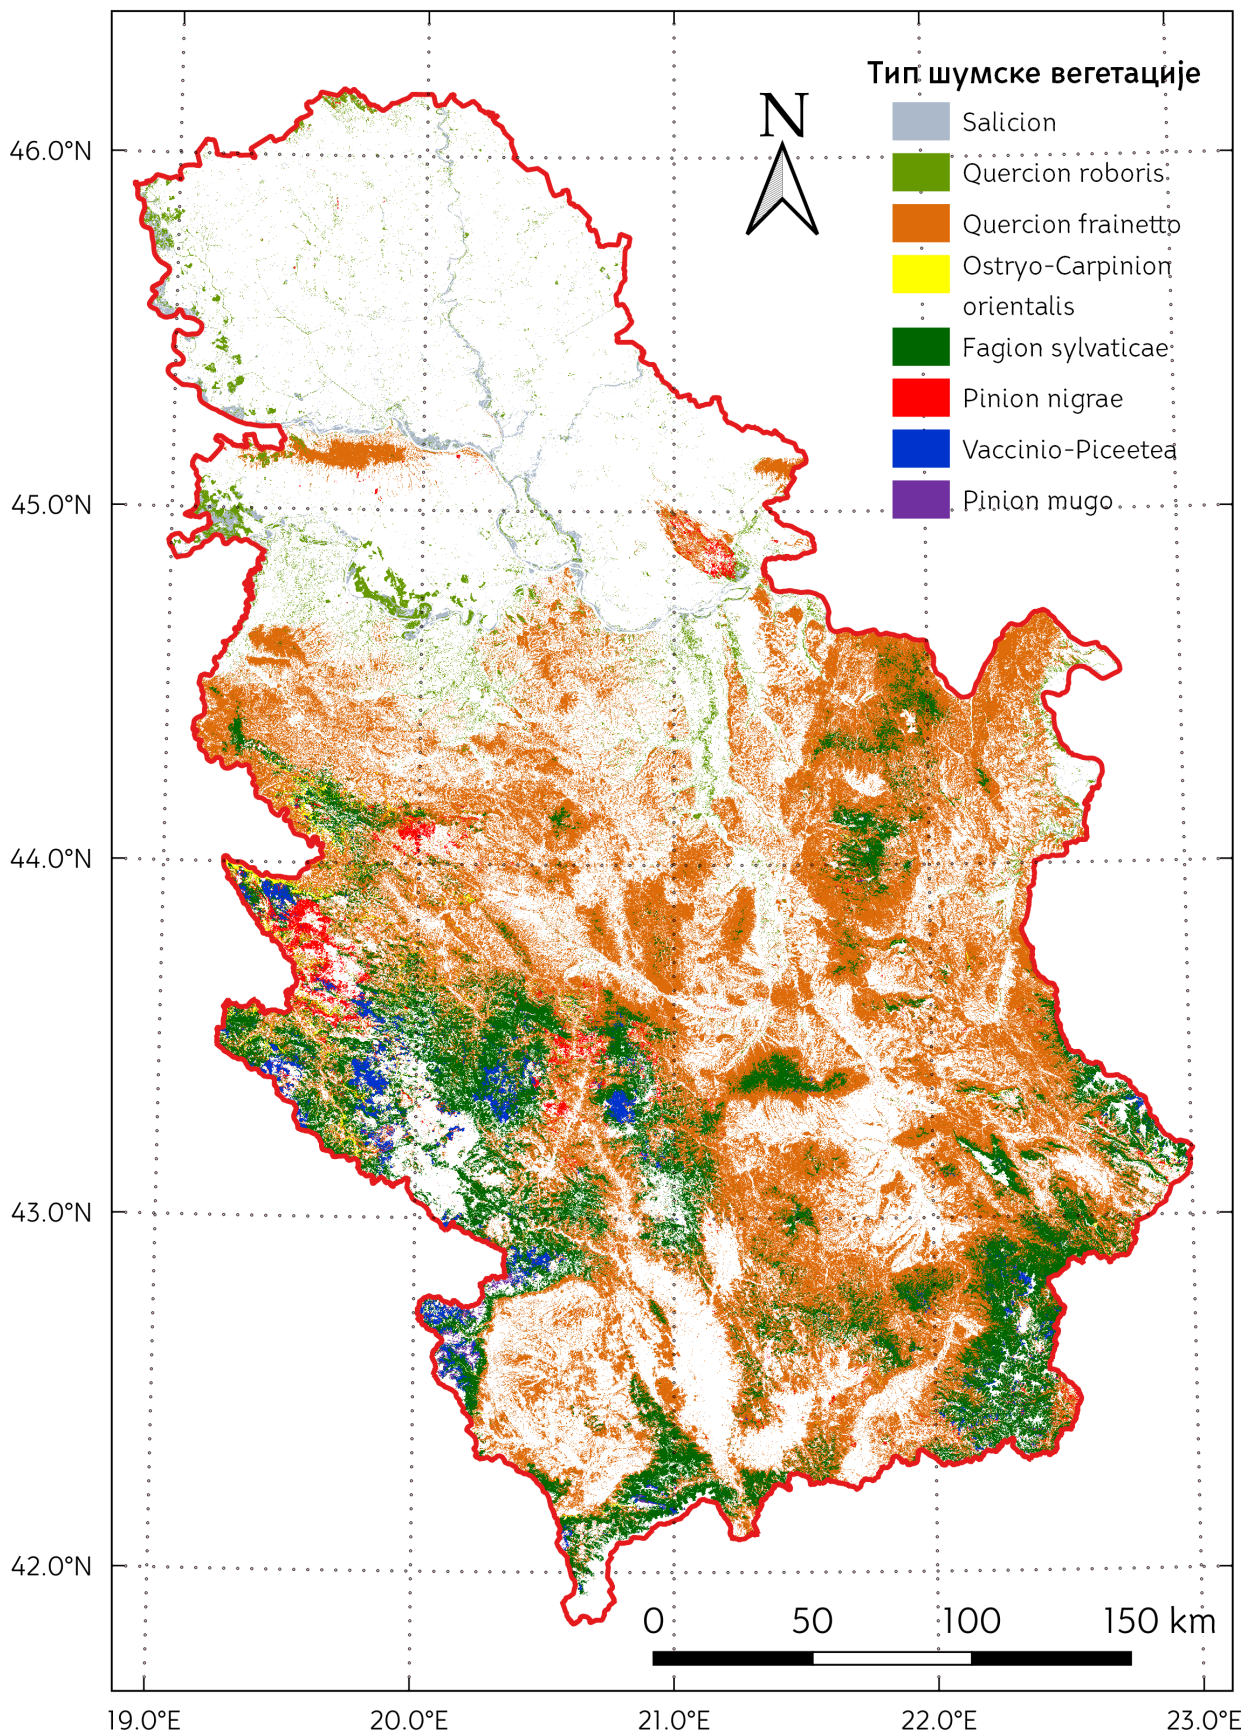 Тип шумске вегетације
N
Salicion
Quercion roboris
Quercion frainetto
Ostryo-Carpinion
orientalis
Fagion sylvaticae
Pinion nigrae
Vaccinio-Piceetea
Pinion mugo
46.0°N
45.0°N
44.0°N
43.0°N
42.0°N
0 50 100 150 km
19.0°E 20.0°E 21.0°E 22.0°E 23.0°E